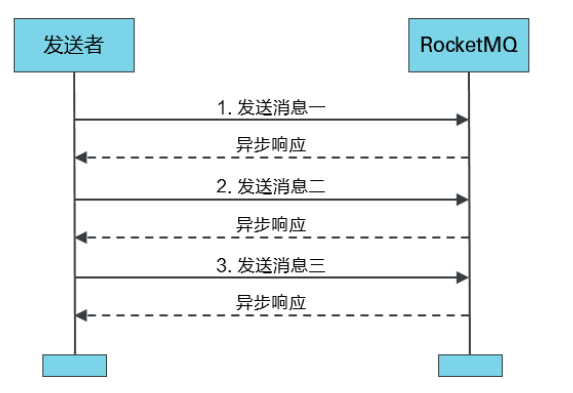 发送者
RocketMQ
1. 发送消息一
异步响应
2. 发送消息二
异步响应
3. 发送消息三
异步响应